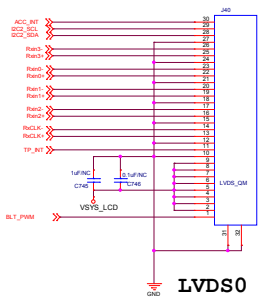 J40
ACC_INT 30
I2C2_SCL 29
I2C2_SDA 28
27
Rxin3- 26
Rxin3+ 25
24
Rxin0- 23
Rxin0+ 22
21
Rxin1- 20
Rxin1+ 19
18
Rxin2- 17
Rxin2+ 16
15
RxCLK- 14
RxCLK+ 13
12
TP_INT 11
10
9
1uF/NC 0.1uF/NC 8
7
6
C745 C746 5
LVDS_QM
4
3
VSYS_LCD 2
BLT_PWM 1
31 32
GND
LVDS0